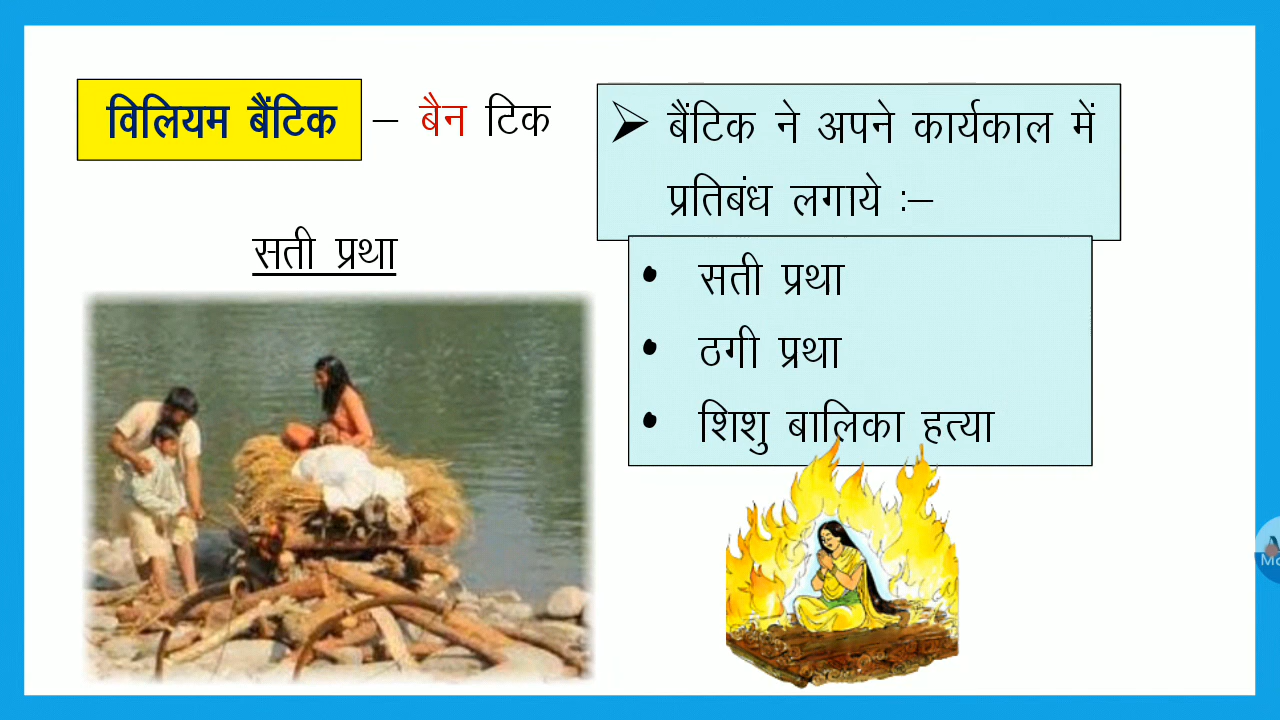 विलियम बैंटिक – बैन टिक
➢ बैंटिक ने अपने कार्यकाल में
प्रतिबंध लगाये :–
सती प्रथा
• सती प्रथा
• ठगी प्रथा
• शिशु बालिका हत्या